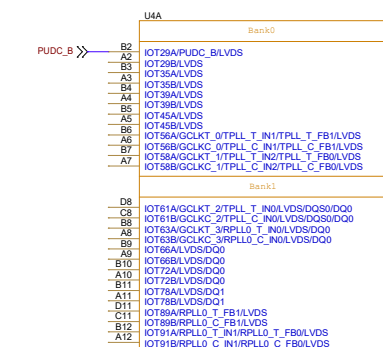 U4A
Bank0
PUDC_B
B2 IOT29A/PUDC_B/LVDS
A2 IOT29B/LVDS
B3 IOT35A/LVDS
A3 IOT35B/LVDS
B4 IOT39A/LVDS
A4 IOT39B/LVDS
B5 IOT45A/LVDS
A5 IOT45B/LVDS
B6 IOT56A/GCLKT_0/TPLL_T_IN1/TPLL_T_FB1/LVDS
A6 IOT56B/GCLKC_0/TPLL_C_IN1/TPLL_C_FB1/LVDS
B7 IOT58A/GCLKT_1/TPLL_T_IN2/TPLL_T_FB0/LVDS
A7 IOT58B/GCLKC_1/TPLL_C_IN2/TPLL_C_FB0/LVDS
Bank1
D8 IOT61A/GCLKT_2/TPLL_T_IN0/LVDS/DQS0/DQ0
C8 IOT61B/GCLKC_2/TPLL_C_IN0/LVDS/DQS0/DQ0
B8 IOT63A/GCLKT_3/RPLL0_T_IN0/LVDS/DQ0
A8 IOT63B/GCLKC_3/RPLL0_C_IN0/LVDS/DQ0
B9 IOT66A/LVDS/DQ0
A9 IOT66B/LVDS/DQ0
B10 IOT72A/LVDS/DQ0
A10 IOT72B/LVDS/DQ0
B11 IOT78A/LVDS/DQ1
A11 IOT78B/LVDS/DQ1
D11 IOT89A/RPLL0_T_FB1/LVDS
C11 IOT89B/RPLL0_C_FB1/LVDS
B12 IOT91A/RPLL0_T_IN1/RPLL0_T_FB0/LVDS
A12 IOT91B/RPLL0_C_IN1/RPLL0_C_FB0/LVDS